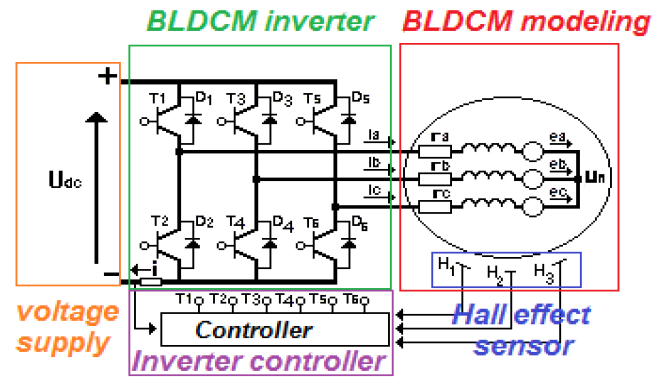 BLDCM inverter
BLDCM modeling
+
T1 D1 T3 D3 T5 D5
Ia ra ea
Udc
Ib rb eb un
Ic rc ec
T2 D2 T4 D4 T6 D6
i
−
H1 H2 H3
T1 T2 T3 T4 T5 T6
voltage
supply
Controller
Hall effect
sensor
Inverter controller